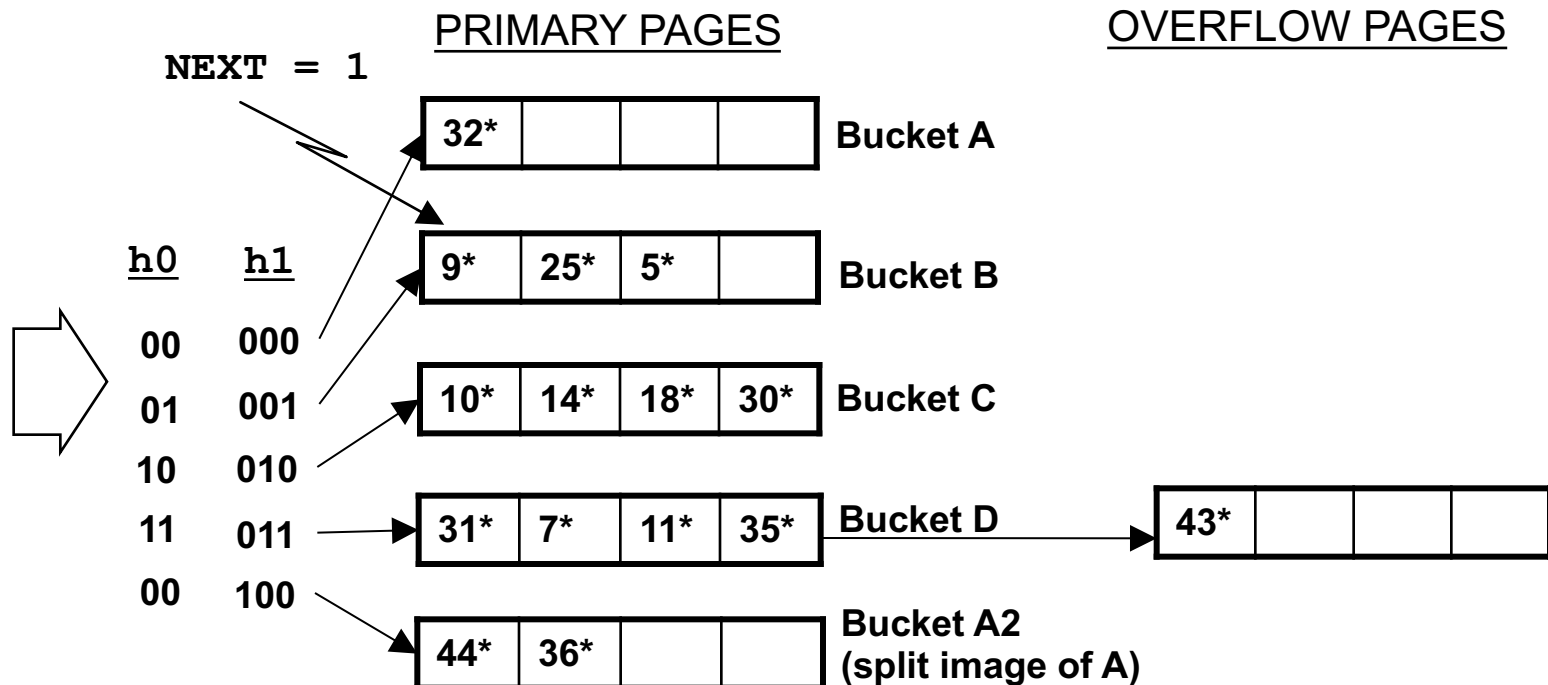 PRIMARY PAGES
OVERFLOW PAGES
NEXT = 1
32*
Bucket A
h0 h1
9* 25* 5*
Bucket B
00 000
01 001
10* 14* 18* 30*
Bucket C
10 010
11 011
31* 7* 11* 35*
Bucket D
43*
00 100
44* 36*
Bucket A2
(split image of A)